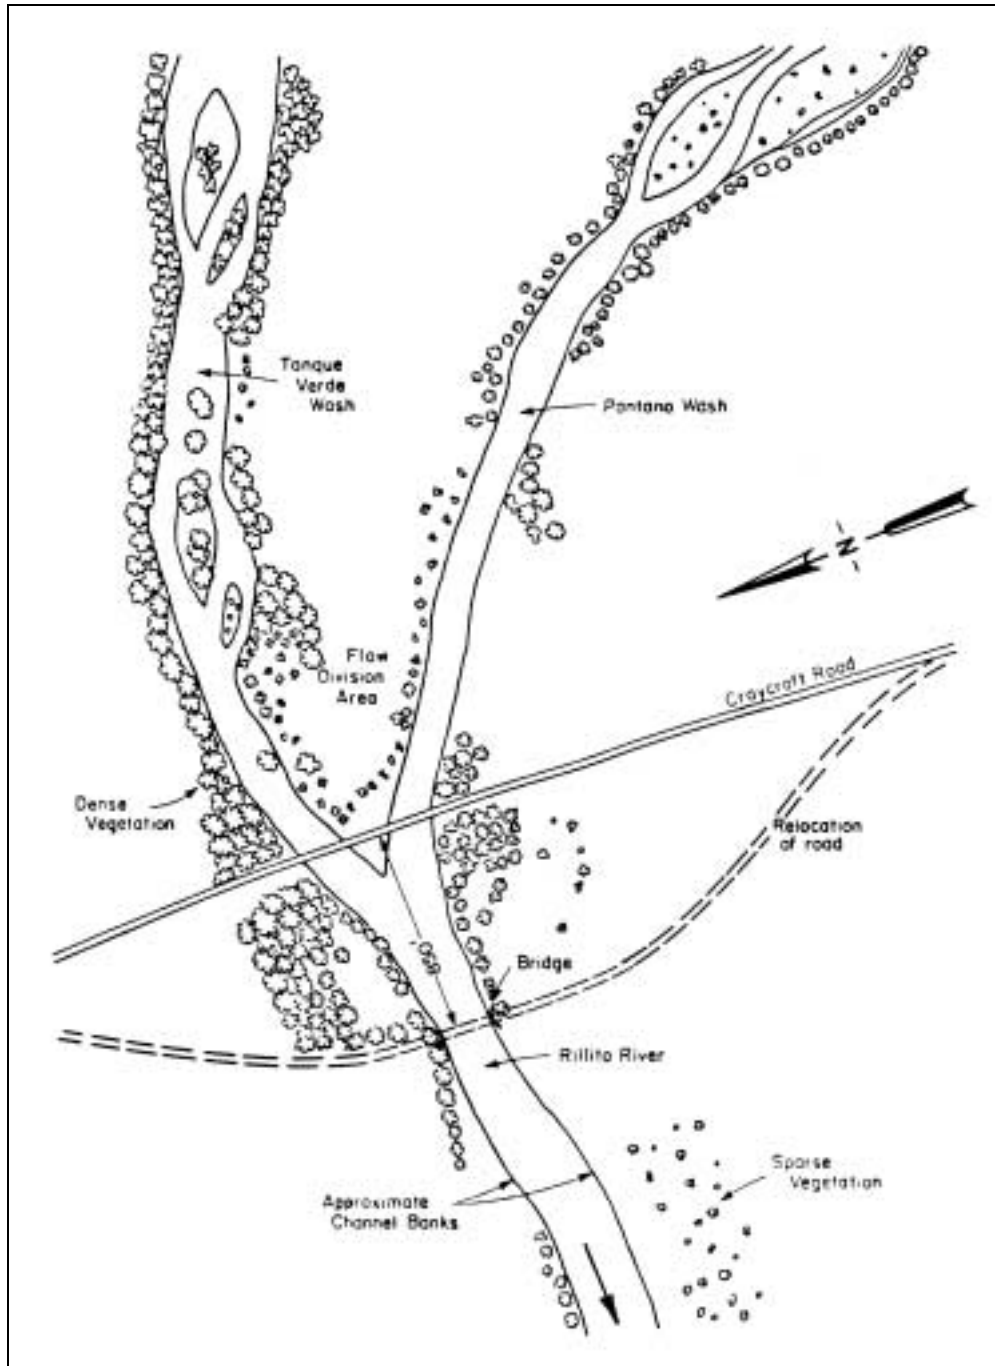 Tanque
Verde
Wash
Pantano Wash
N
Flow
Division
Area
Craycroft Road
Dense
Vegetation
Relocation
of road
Bridge
Rillito River
Sparse
Vegetation
Approximate
Channel Banks